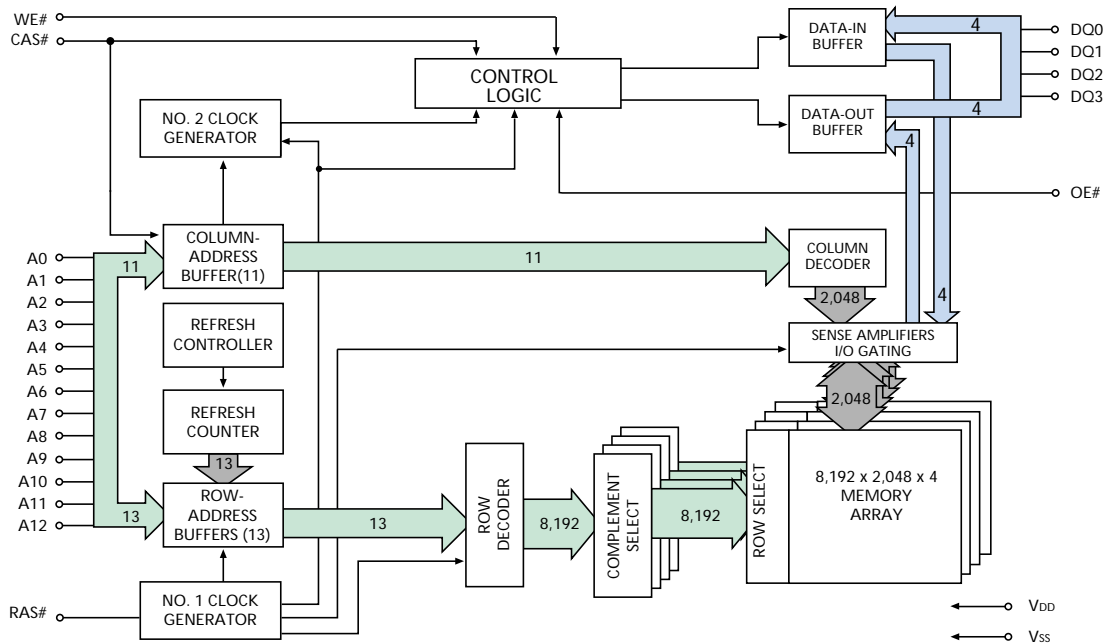 WE#
CAS#
4
DATA-IN
BUFFER
DQ0
DQ1
DQ2
DQ3
CONTROL
LOGIC
NO. 2 CLOCK
GENERATOR
DATA-OUT
BUFFER
4
4
OE#
COLUMN-
ADDRESS
BUFFER(11)
11
11
COLUMN
DECODER
2,048
4
A0
A1
A2
A3
A4
A5
A6
A7
A8
A9
A10
A11
A12
REFRESH
CONTROLLER
SENSE AMPLIFIERS
I/O GATING
REFRESH
COUNTER
2,048
13
13
ROW-
ADDRESS
BUFFERS (13)
13
ROW
DECODER
8,192
COMPLEMENT
SELECT
8,192
ROW SELECT
8,192 x 2,048 x 4
MEMORY
ARRAY
RAS#
NO. 1 CLOCK
GENERATOR
VDD
VSS